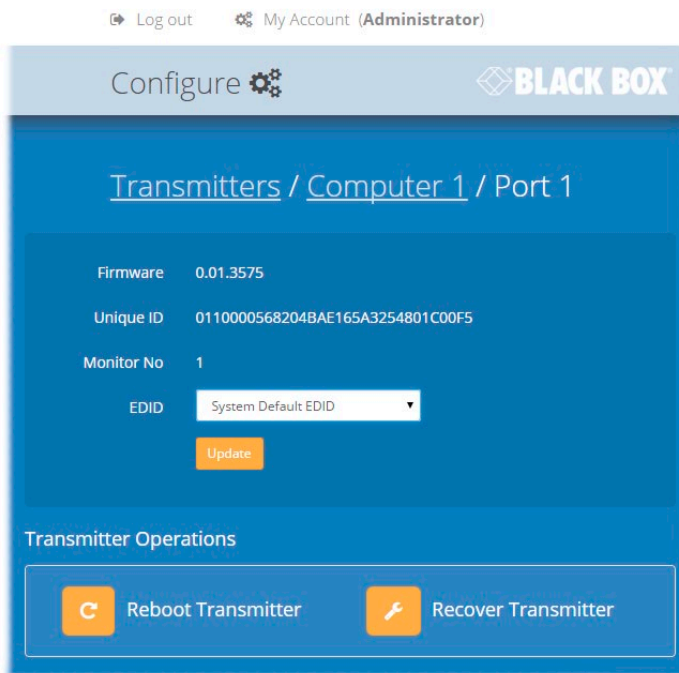 Log out My Account (Administrator)
Configure BLACK BOX
Transmitters / Computer 1 / Port 1
Firmware 0.01.3575
Unique ID 0110000568204BAE165A3254801C00F5
Monitor No 1
EDID System Default EDID
Update
Transmitter Operations
Reboot Transmitter Recover Transmitter